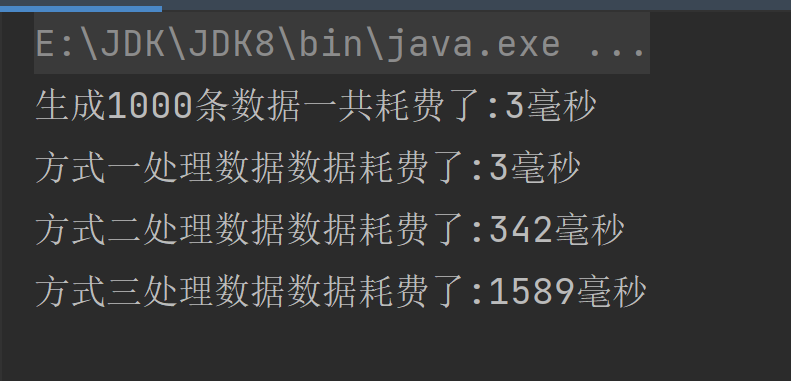 E:\JDK\JDK8\bin\java.exe ...
生成1000条数据一共耗费了:3毫秒
方式一处理数据数据耗费了:3毫秒
方式二处理数据数据耗费了:342毫秒
方式三处理数据数据耗费了:1589毫秒